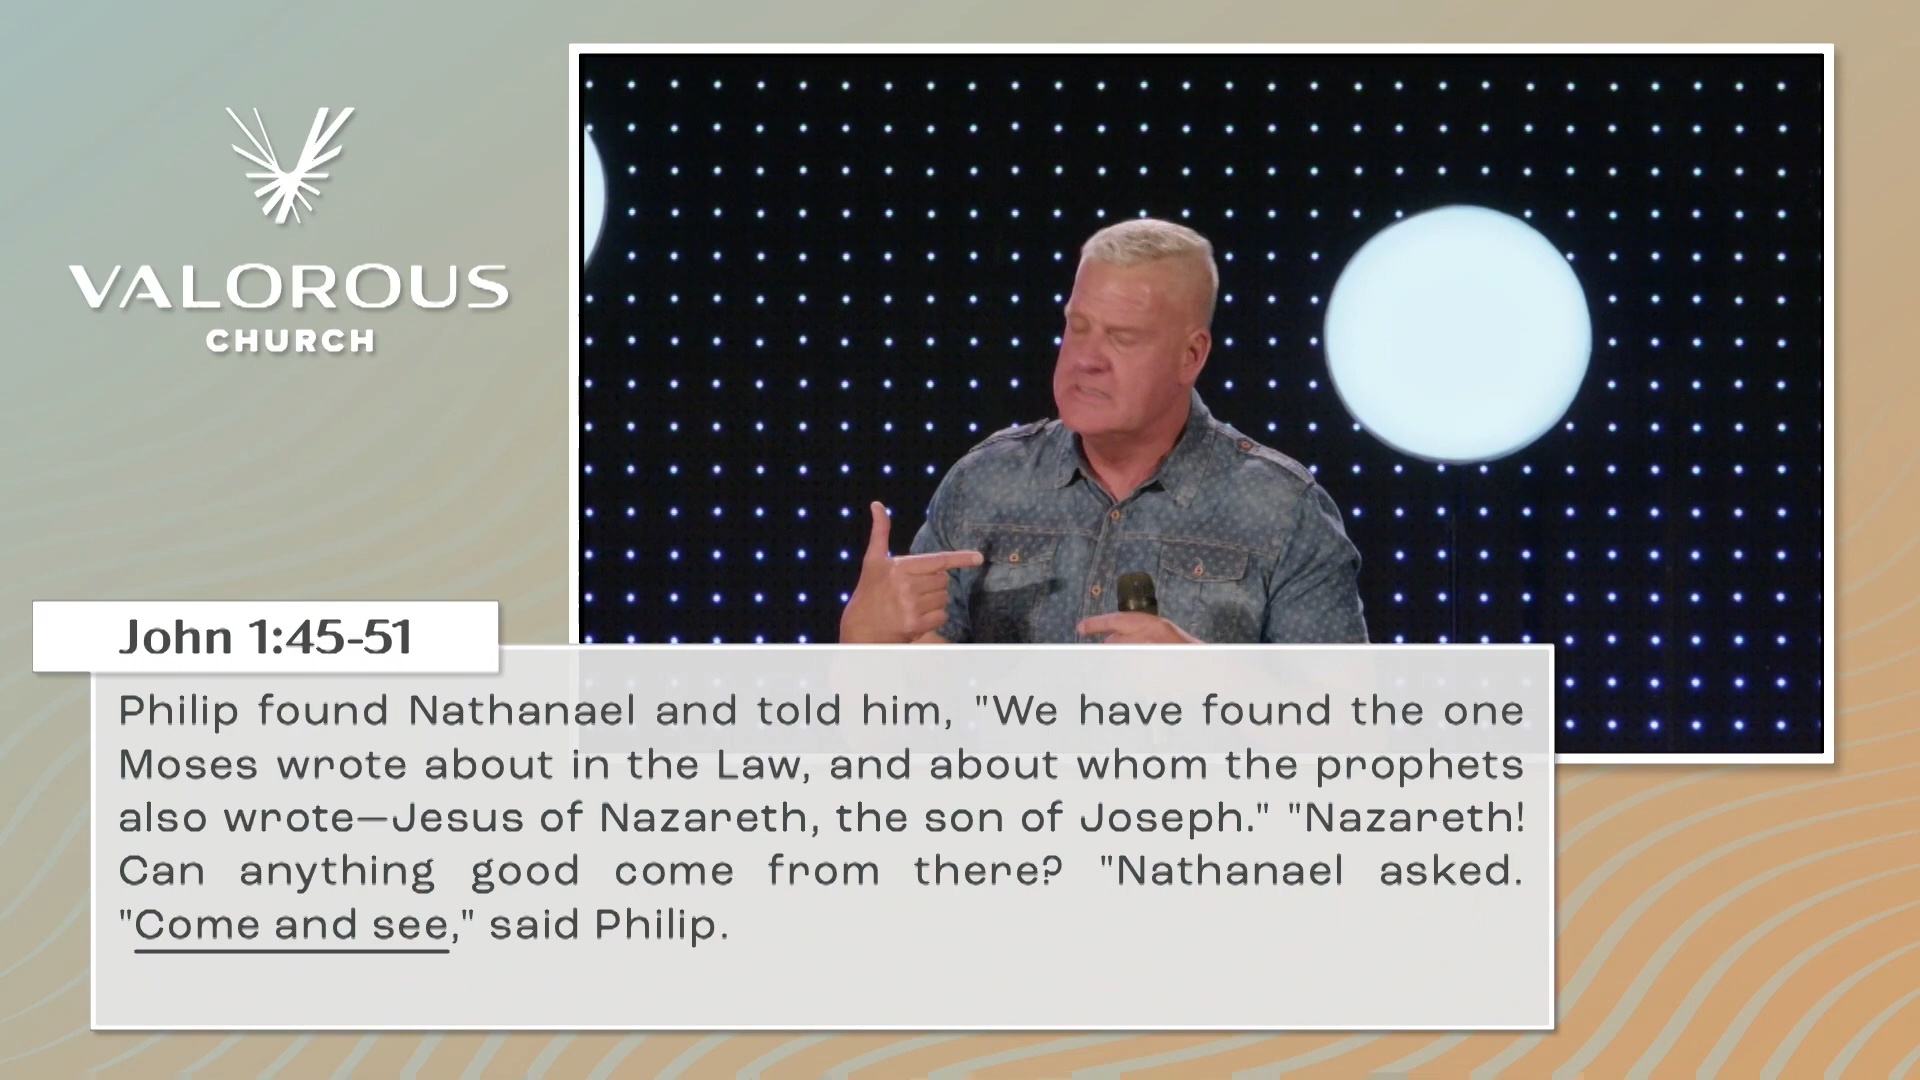 VALOROUS
CHURCH
John 1:45-51
Philip found Nathanael and told him, "We have found the one
Moses wrote about in the Law, and about whom the prophets
also wrote—Jesus of Nazareth, the son of Joseph." "Nazareth!
Can anything good come from there? "Nathanael asked.
"Come and see," said Philip.